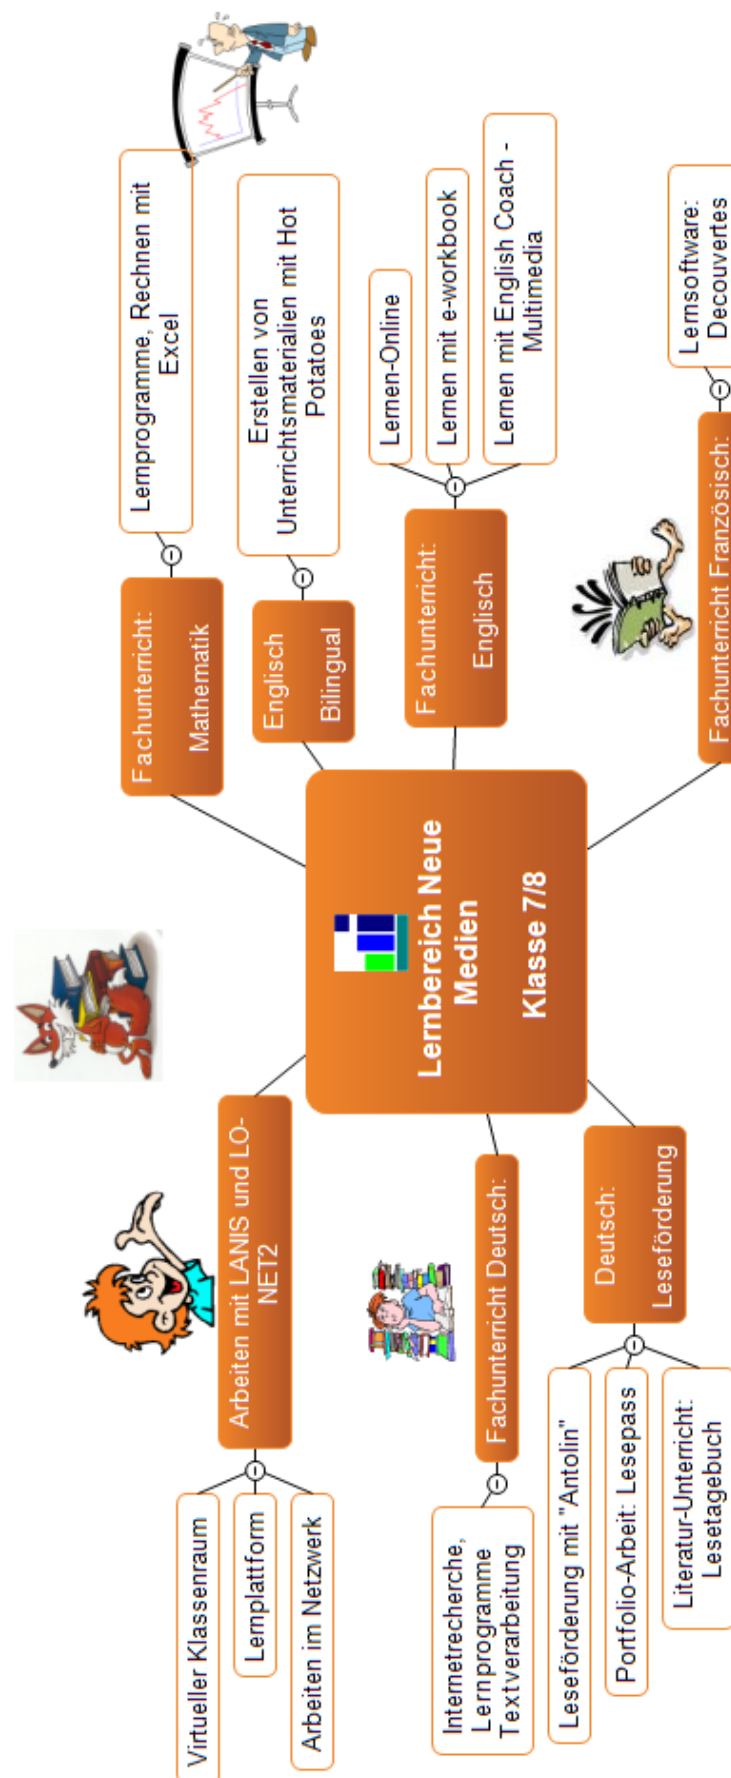 Lernbereich Neue
Medien
Klasse 7/8
Arbeiten mit LANIS und LO-
NET2
Virtueller Klassenraum
Lernplattform
Arbeiten im Netzwerk
Fachunterricht Deutsch:
Internetrecherche,
Lernprogramme
Textverarbeitung
Deutsch:
Leseförderung
Leseförderung mit "Antolin"
Portfolio-Arbeit: Lesepass
Literatur-Unterricht:
Lesetagebuch
Fachunterricht:
Mathematik
Lernprogramme, Rechnen mit
Excel
Englisch
Bilingual
Erstellen von
Unterrichtsmaterialien mit Hot
Potatoes
Fachunterricht:
Englisch
Lernen-Online
Lernen mit e-workbook
Lernen mit English Coach -
Multimedia
Fachunterricht Französisch:
Lernsoftware:
Decouvertes